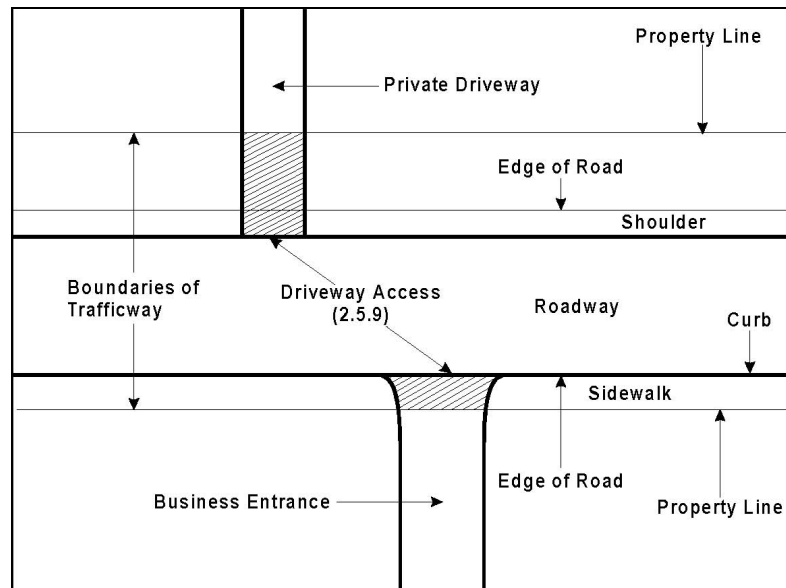 Property Line
Private Driveway
Edge of Road
Shoulder
Boundaries of
Trafficway
Driveway Access
(2.5.9)
Roadway
Curb
Sidewalk
Business Entrance
Edge of Road
Property Line